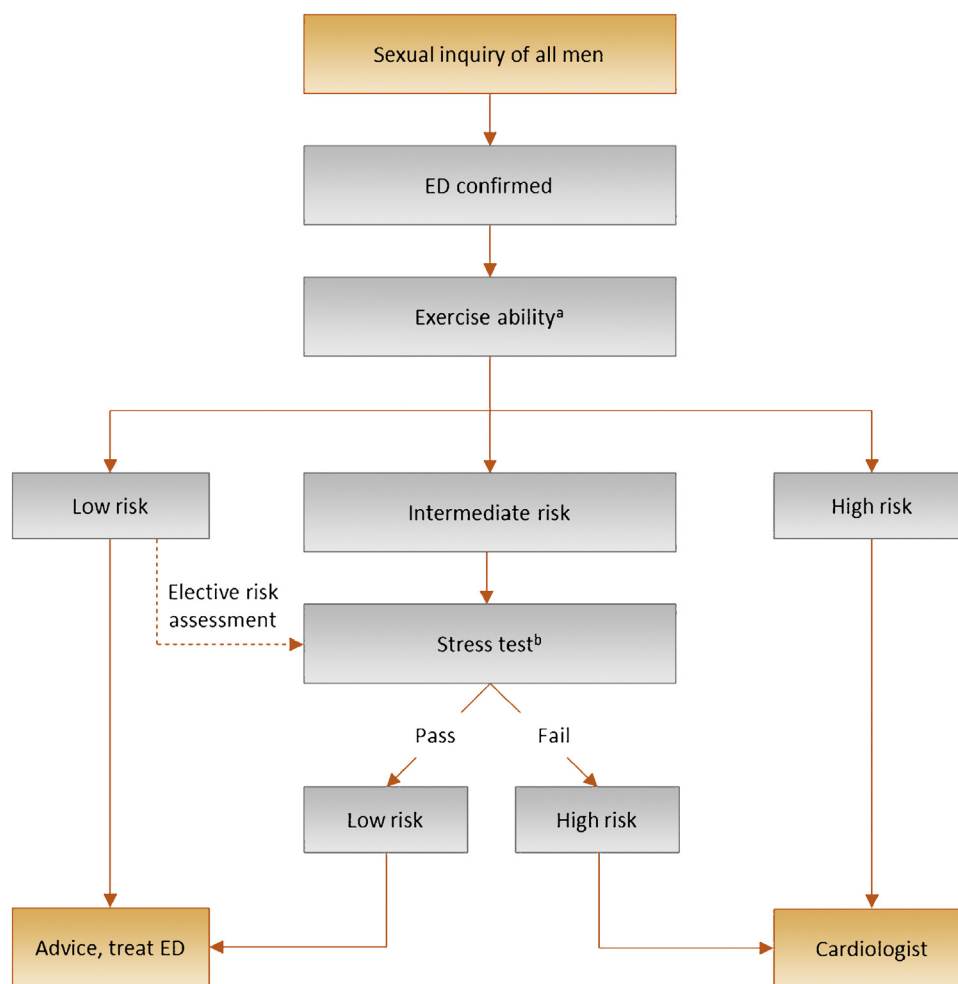 Sexual inquiry of all men
ED confirmed
Exercise abilityᵃ
Low risk
Intermediate risk
High risk
Elective risk
assessment
Stress testᵇ
Pass
Fail
Low risk
High risk
Advice, treat ED
Cardiologist